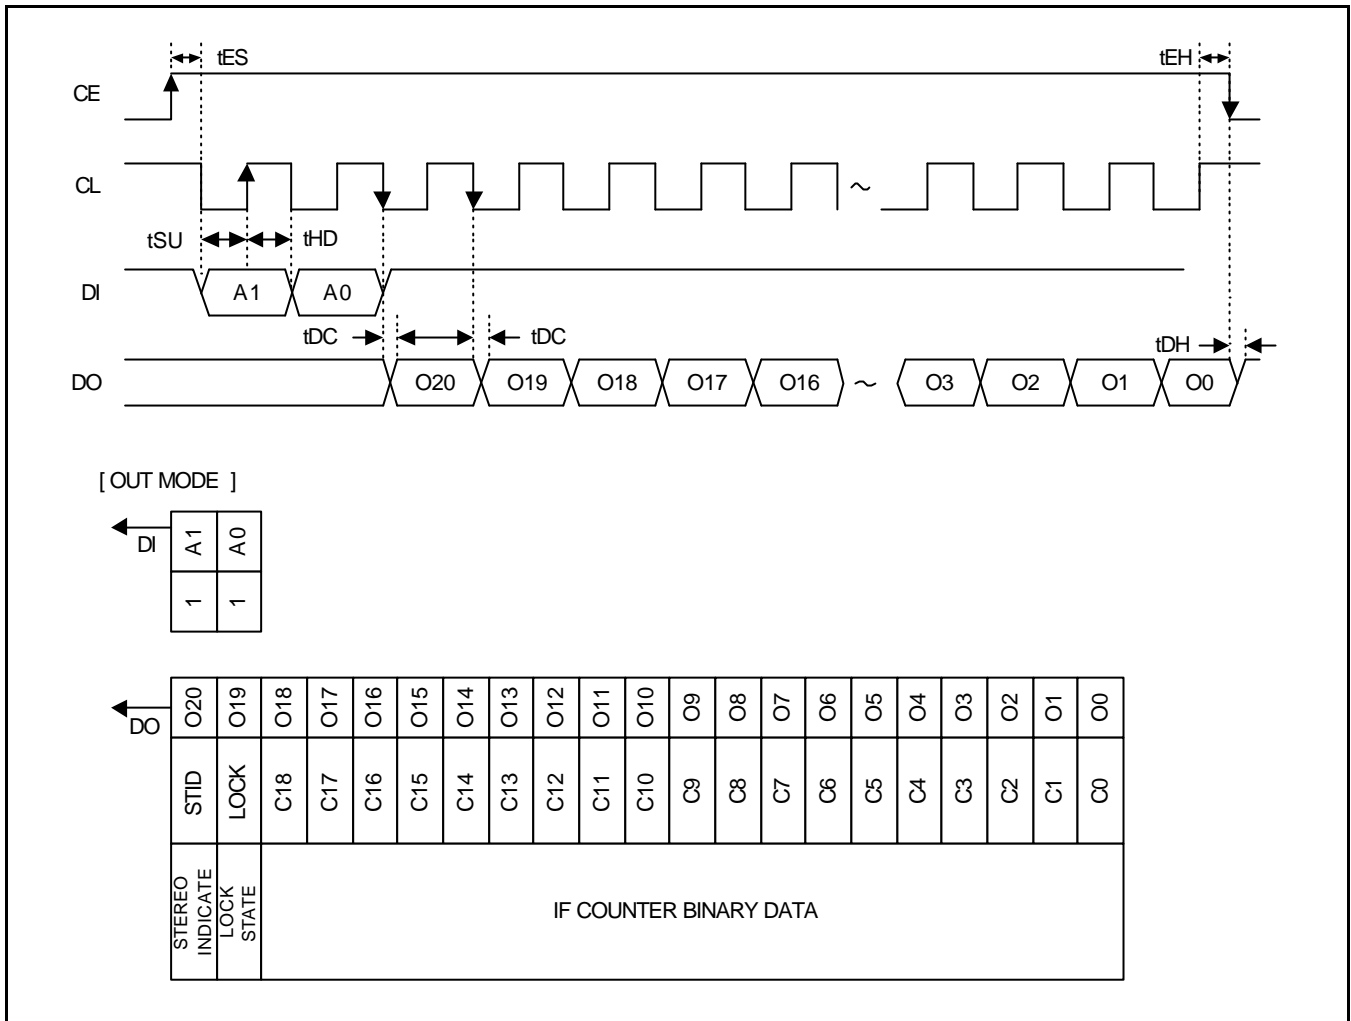 tES
tEH
CE
CL
~
tSU
tHD
DI
A1
A0
tDC
tDC
tDH
DO
O20
O19
O18
O17
O16
~
O3
O2
O1
O0
[ OUT MODE ]
DI
A1
A0
1
1
DO
O20
O19
O18
O17
O16
O15
O14
O13
O12
O11
O10
O9
O8
O7
O6
O5
O4
O3
O2
O1
O0
STID
LOCK
C18
C17
C16
C15
C14
C13
C12
C11
C10
C9
C8
C7
C6
C5
C4
C3
C2
C1
C0
STEREO
INDICATE
LOCK
STATE
IF COUNTER BINARY DATA